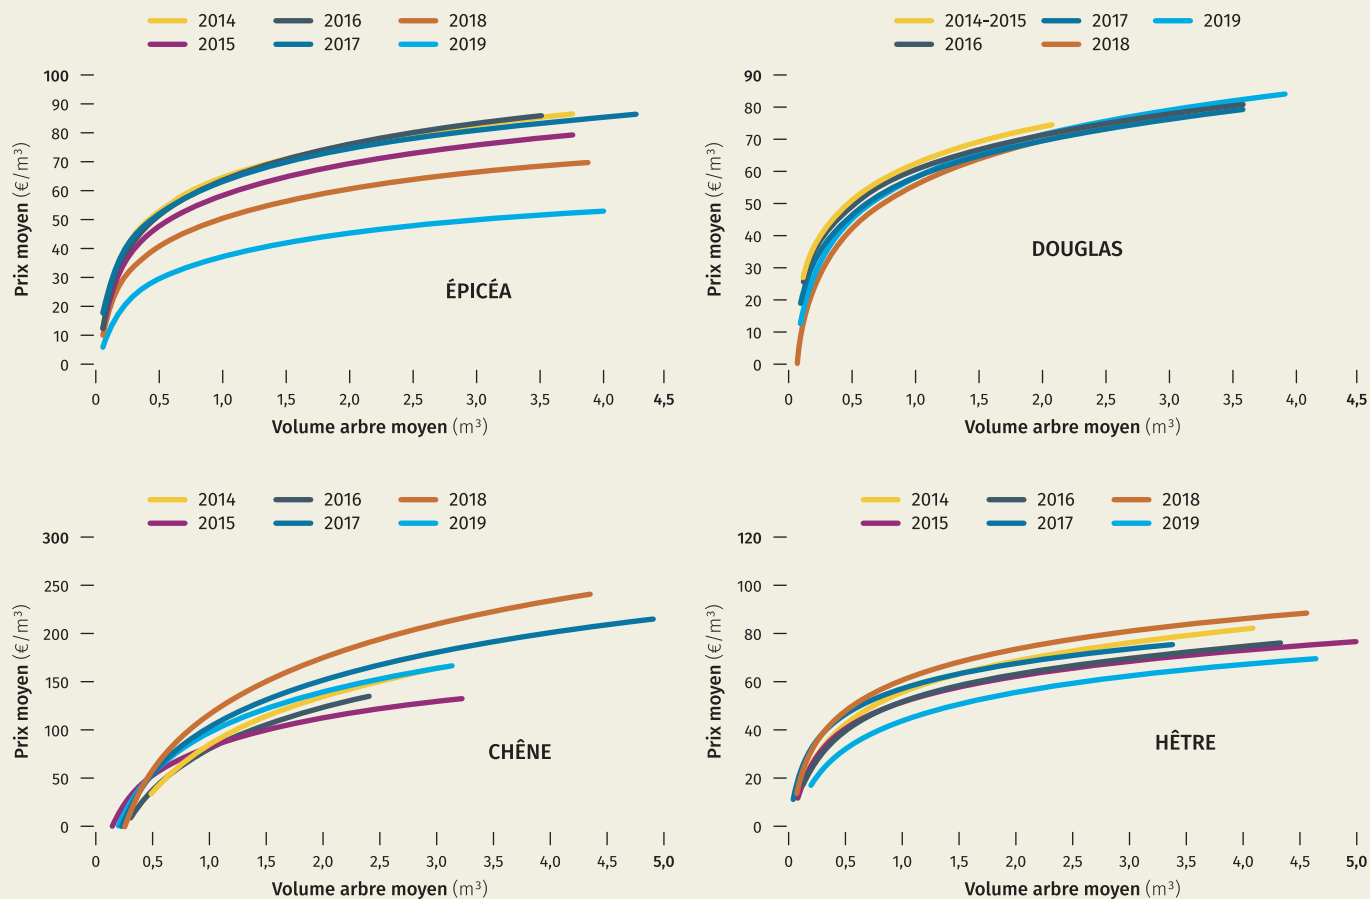 2014 2016 2018
2015 2017 2019
100
90
80
70
60
50
40
30
20
10
0
Prix moyen (€/m³)
ÉPICÉA
0 0,5 1,0 1,5 2,0 2,5 3,0 3,5 4,0 4,5
Volume arbre moyen (m³)
2014-2015 2017 2019
2016 2018
90
80
70
60
50
40
30
20
10
0
Prix moyen (€/m³)
DOUGLAS
0 0,5 1,0 1,5 2,0 2,5 3,0 3,5 4,0 4,5
Volume arbre moyen (m³)
2014 2016 2018
2015 2017 2019
300
250
200
150
100
50
0
Prix moyen (€/m³)
CHÊNE
0 0,5 1,0 1,5 2,0 2,5 3,0 3,5 4,0 4,5 5,0
Volume arbre moyen (m³)
2014 2016 2018
2015 2017 2019
120
100
80
60
40
20
0
Prix moyen (€/m³)
HÊTRE
0 0,5 1,0 1,5 2,0 2,5 3,0 3,5 4,0 4,5 5,0
Volume arbre moyen (m³)